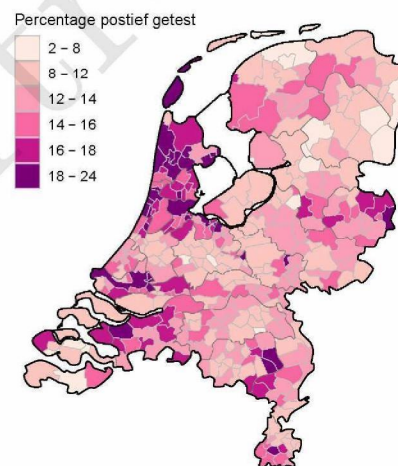 Percentage postief getest
2 – 8
8 – 12
12 – 14
14 – 16
16 – 18
18 – 24